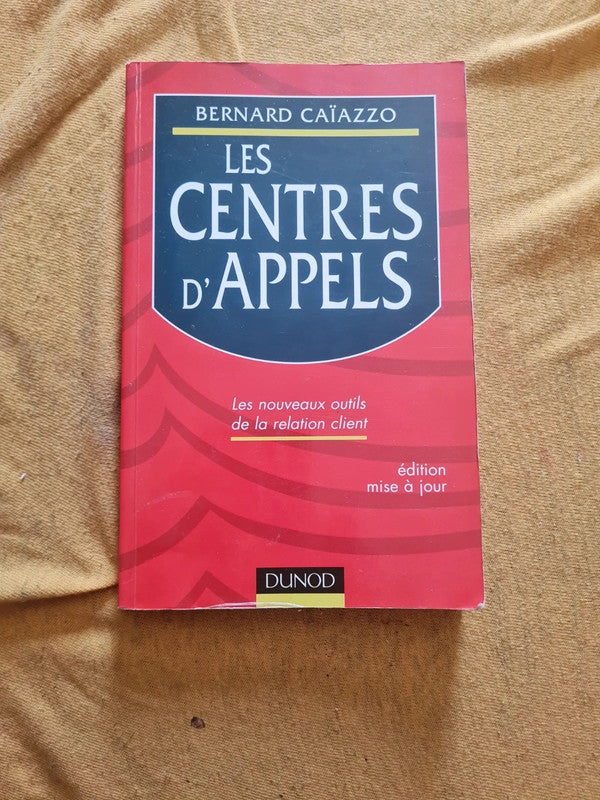 BERNARD CAÏAZZO
LES
CENTRES
D'APPELS
Les nouveaux outils
de la relation client
édition
mise à jour
DUNOD